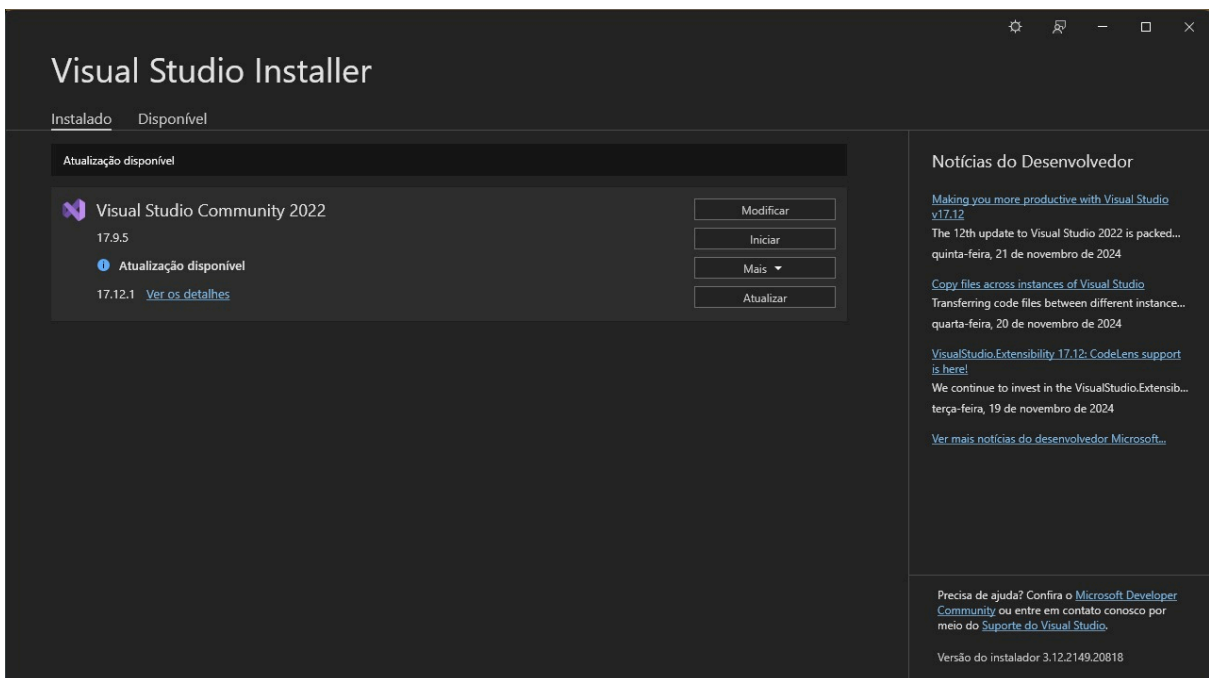 Visual Studio Installer
Instalado Disponível
Atualização disponível
Visual Studio Community 2022
17.9.5
Atualização disponível
17.12.1 Ver os detalhes
Modificar
Iniciar
Mais
Atualizar
Notícias do Desenvolvedor
Making you more productive with Visual Studio
v17.12
The 12th update to Visual Studio 2022 is packed...
quinta-feira, 21 de novembro de 2024
Copy files across instances of Visual Studio
Transferring code files between different instance...
quarta-feira, 20 de novembro de 2024
VisualStudio.Extensibility 17.12: CodeLens support
is here!
We continue to invest in the VisualStudio.Extensib...
terça-feira, 19 de novembro de 2024
Ver mais notícias do desenvolvedor Microsoft...
Precisa de ajuda? Confira o Microsoft Developer
Community ou entre em contato conosco por
meio do Suporte do Visual Studio.
Versão do instalador 3.12.2149.20818